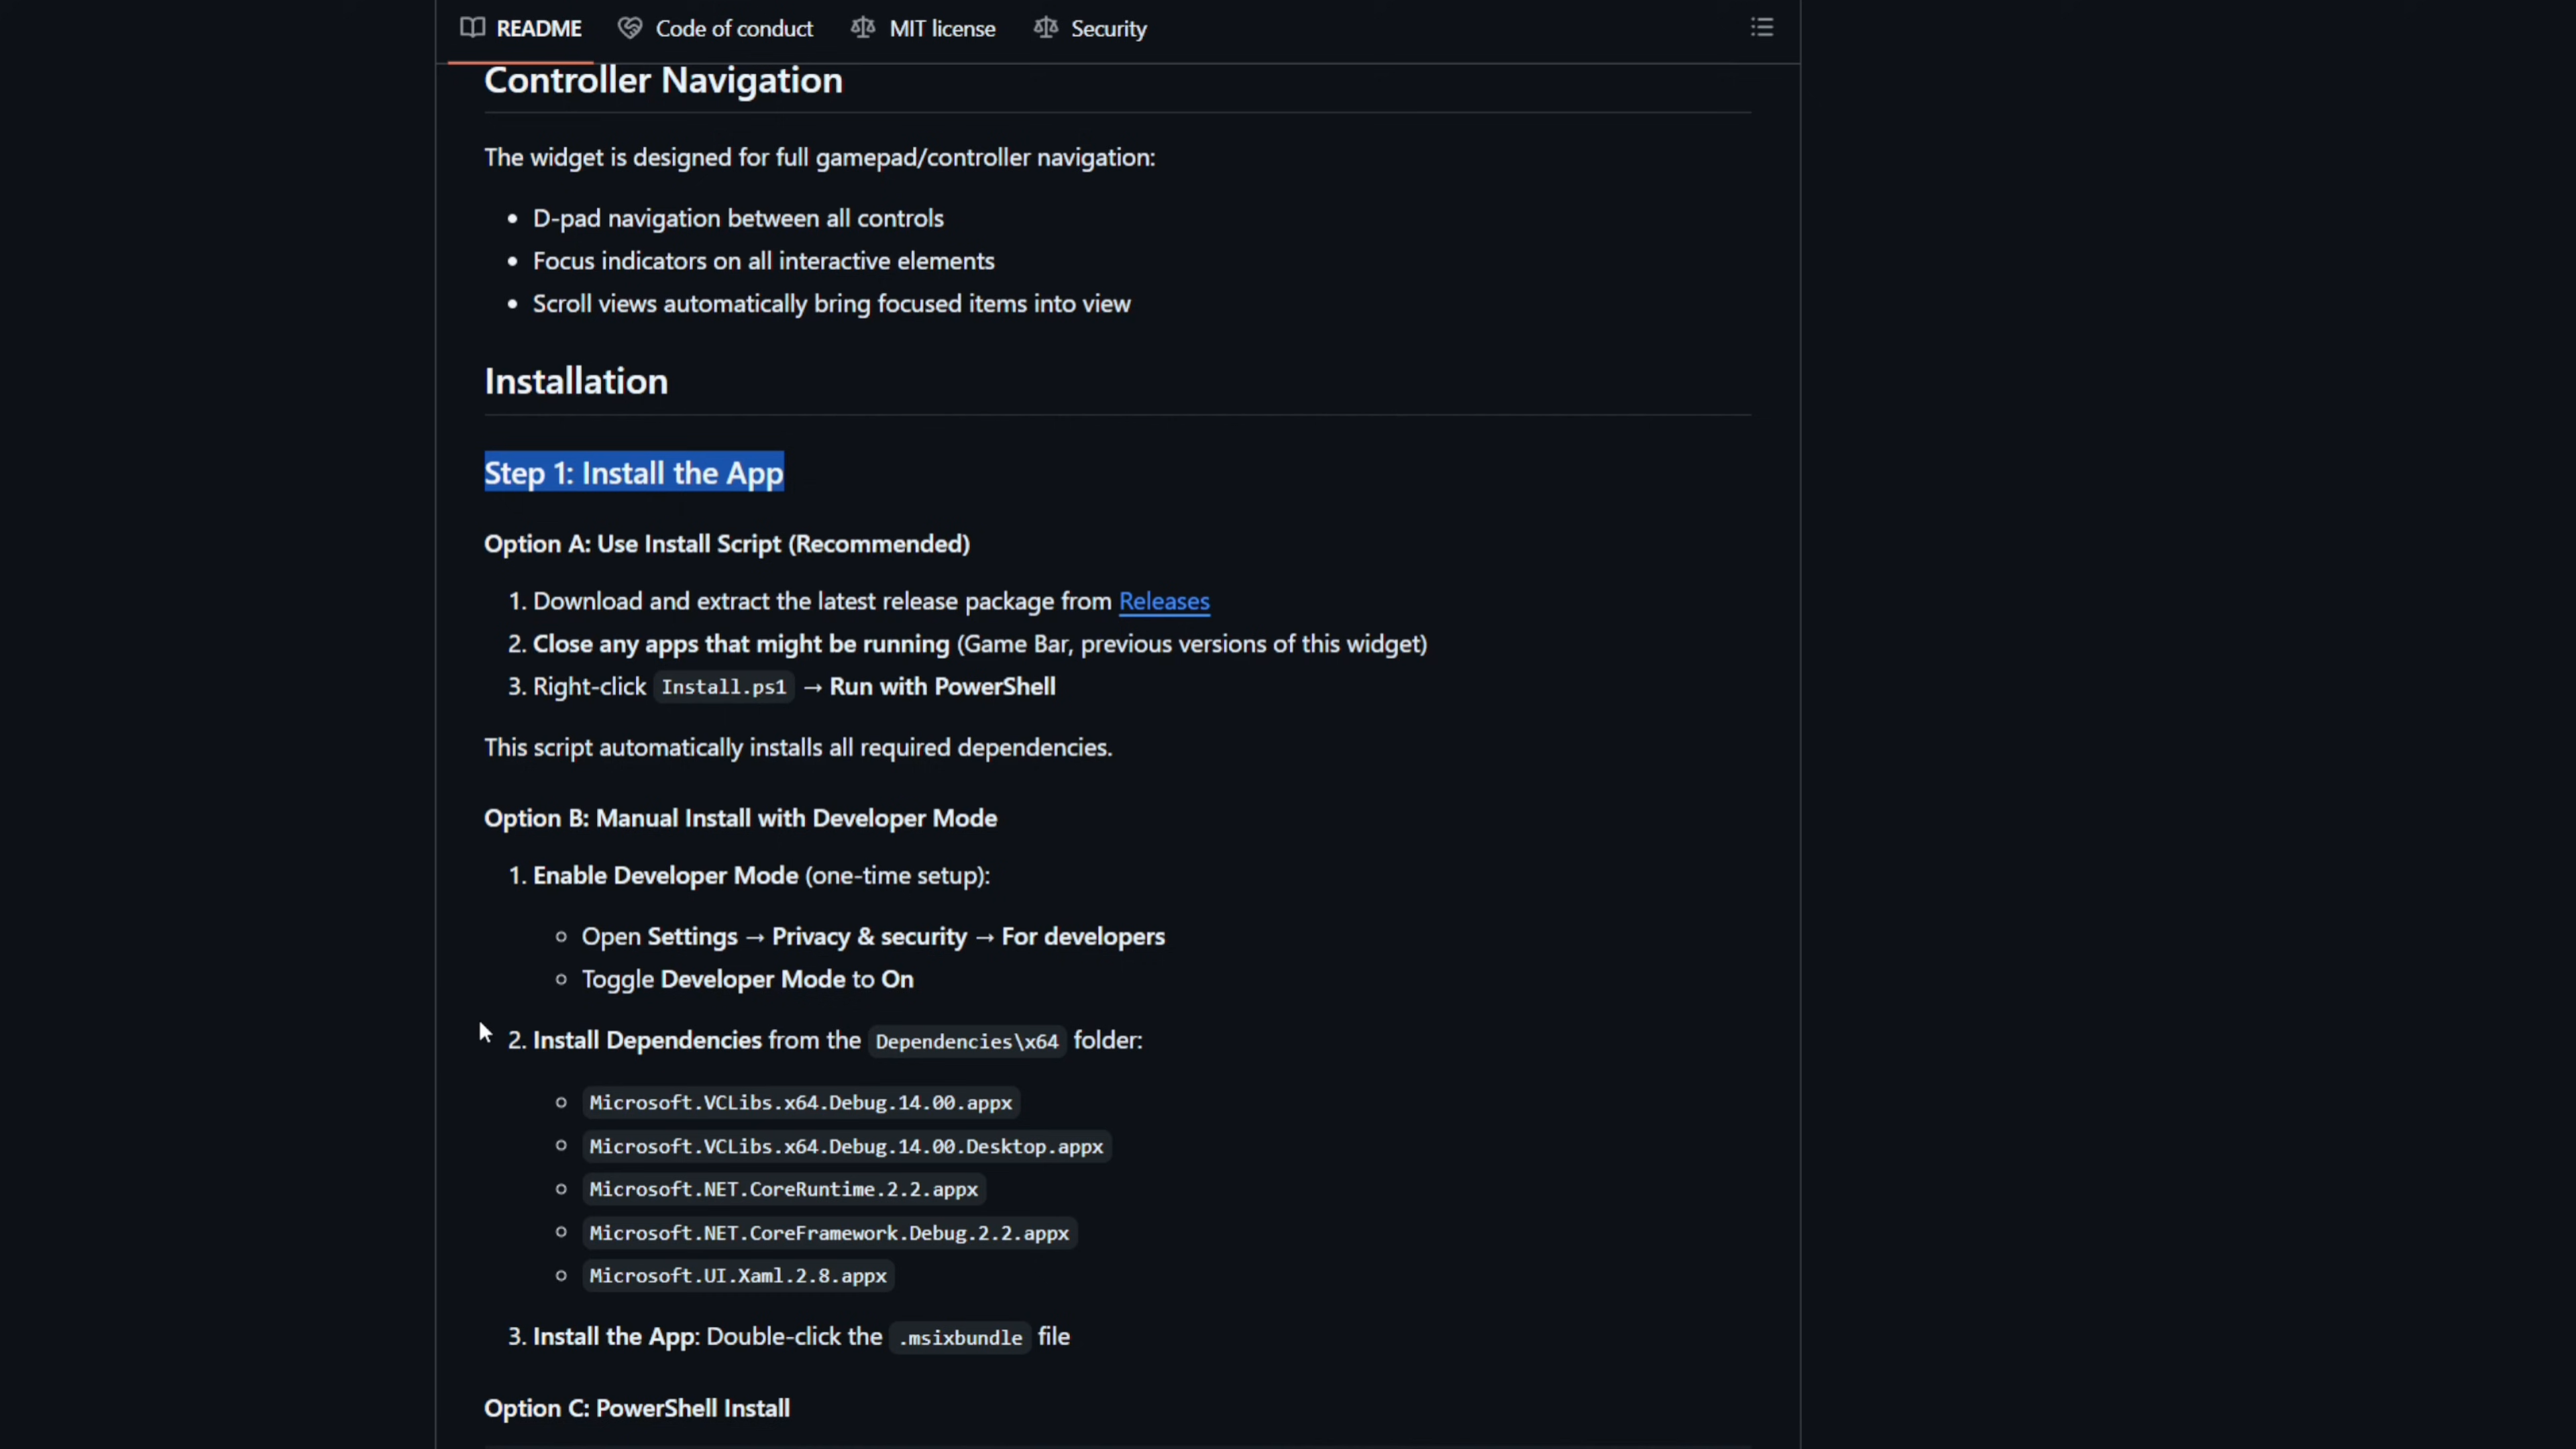 README Code of conduct MIT license Security
Controller Navigation
The widget is designed for full gamepad/controller navigation:
• D-pad navigation between all controls
• Focus indicators on all interactive elements
• Scroll views automatically bring focused items into view
Installation
Step 1: Install the App
Option A: Use Install Script (Recommended)
1. Download and extract the latest release package from Releases
2. Close any apps that might be running (Game Bar, previous versions of this widget)
3. Right-click Install.ps1 → Run with PowerShell
This script automatically installs all required dependencies.
Option B: Manual Install with Developer Mode
1. Enable Developer Mode (one-time setup):
○ Open Settings → Privacy & security → For developers
○ Toggle Developer Mode to On
2. Install Dependencies from the Dependencies\x64 folder:
○ Microsoft.VCLibs.x64.Debug.14.00.appx
○ Microsoft.VCLibs.x64.Debug.14.00.Desktop.appx
○ Microsoft.NET.CoreRuntime.2.2.appx
○ Microsoft.NET.CoreFramework.Debug.2.2.appx
○ Microsoft.UI.Xaml.2.8.appx
3. Install the App: Double-click the .msixbundle file
Option C: PowerShell Install